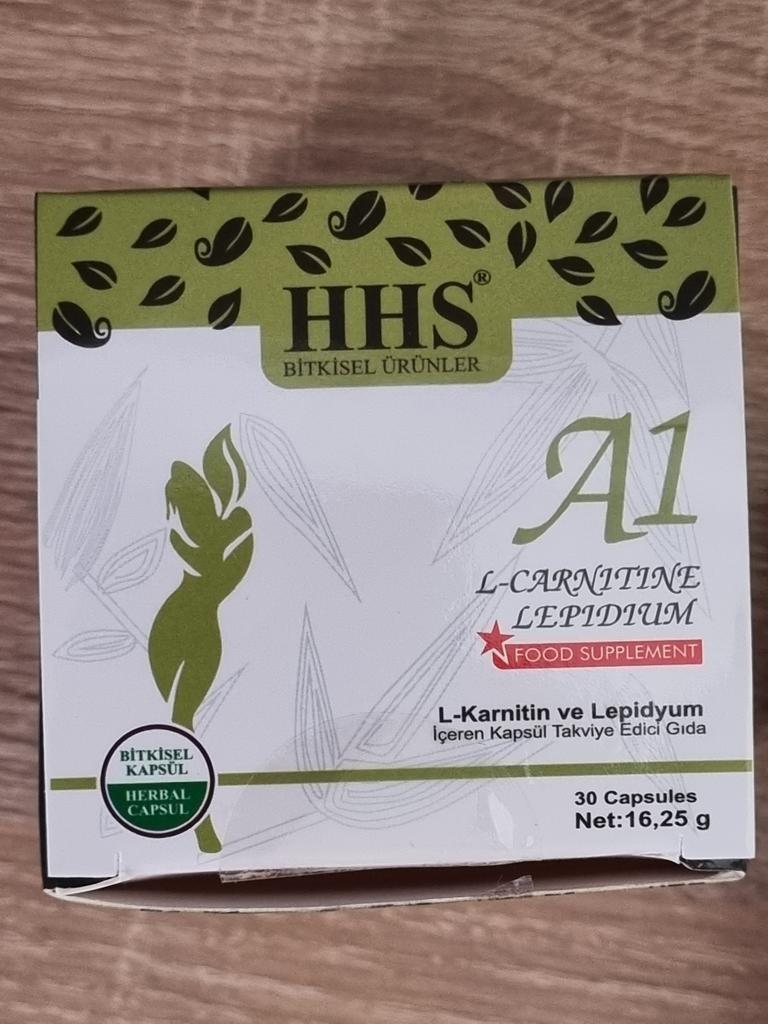 HHS®
BİTKİSEL ÜRÜNLER
A1
L-CARNITINE
LEPIDIUM
FOOD SUPPLEMENT
L-Karnitin ve Lepidyum
İçeren Kapsül Takviye Edici Gıda
BİTKİSEL
KAPSÜL
HERBAL
CAPSUL
30 Capsules
Net:16,25 g